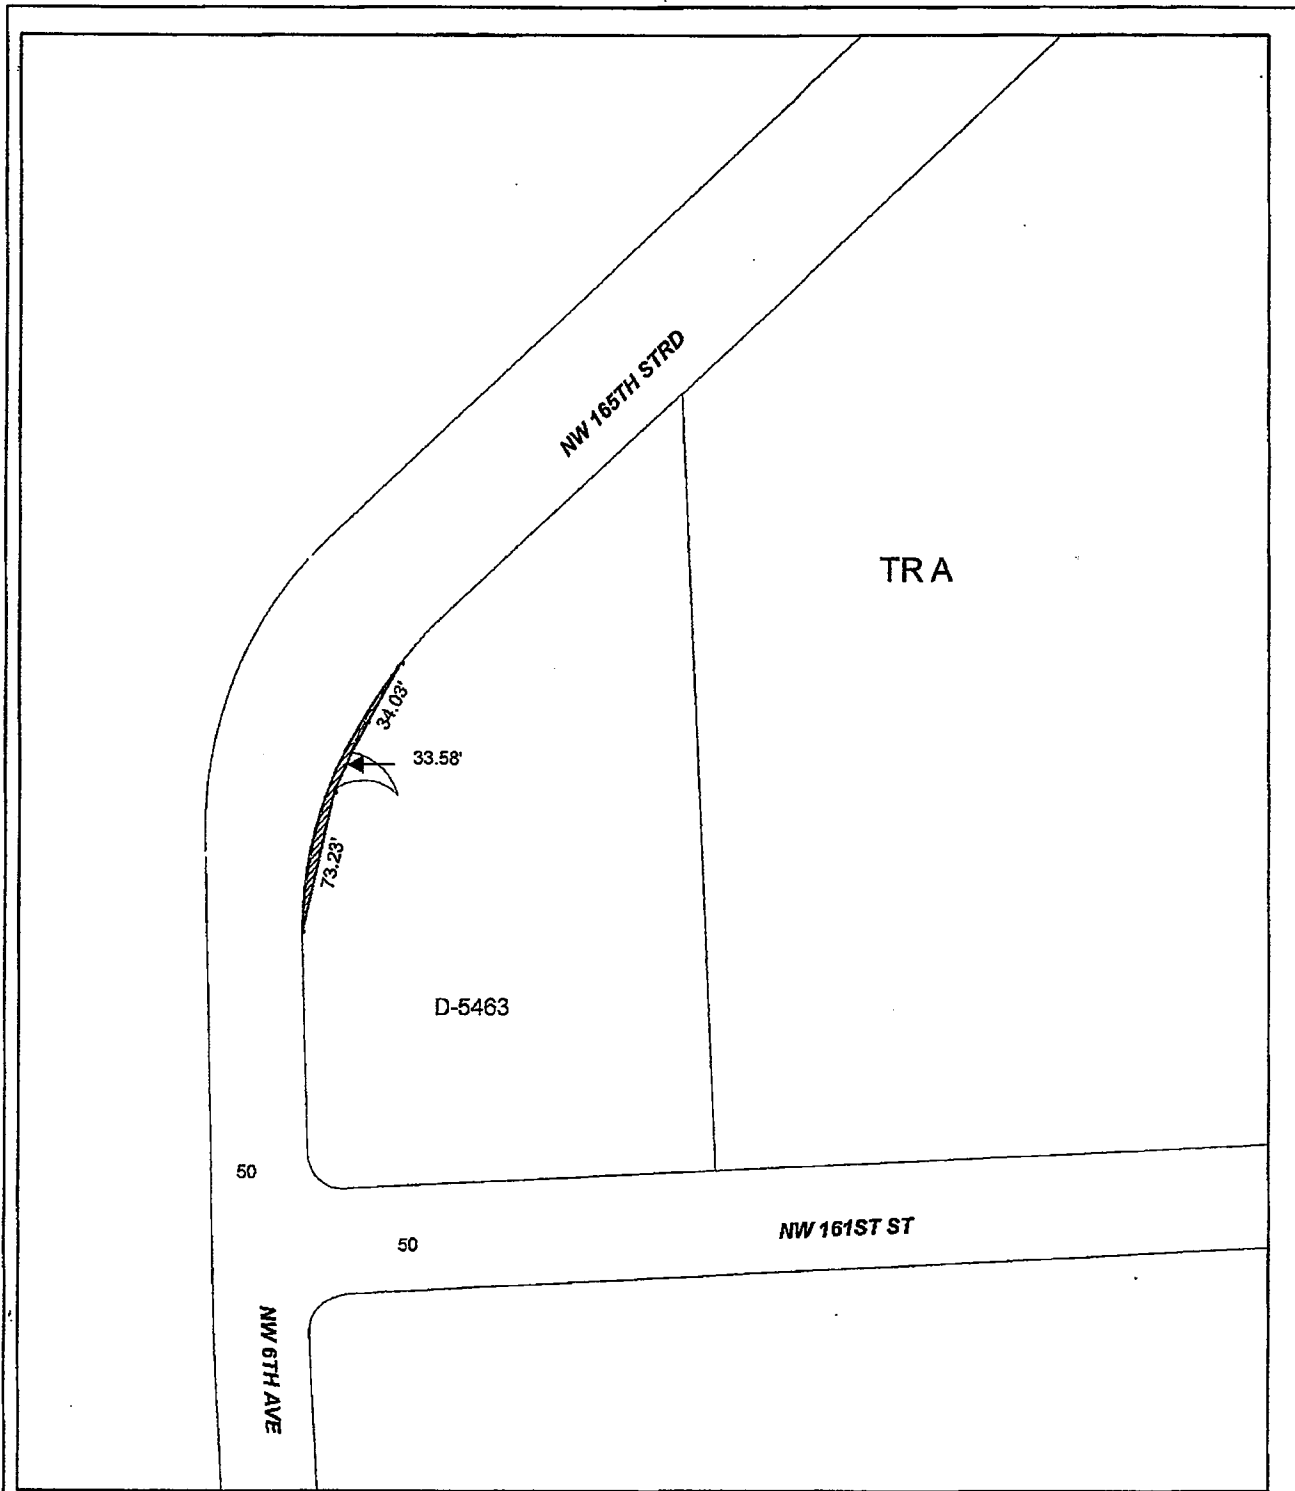 NW 165TH STRD
TR A
34.03'
33.58'
73.23'
D-5463
50
50
NW 161ST ST
NW 6TH AVE